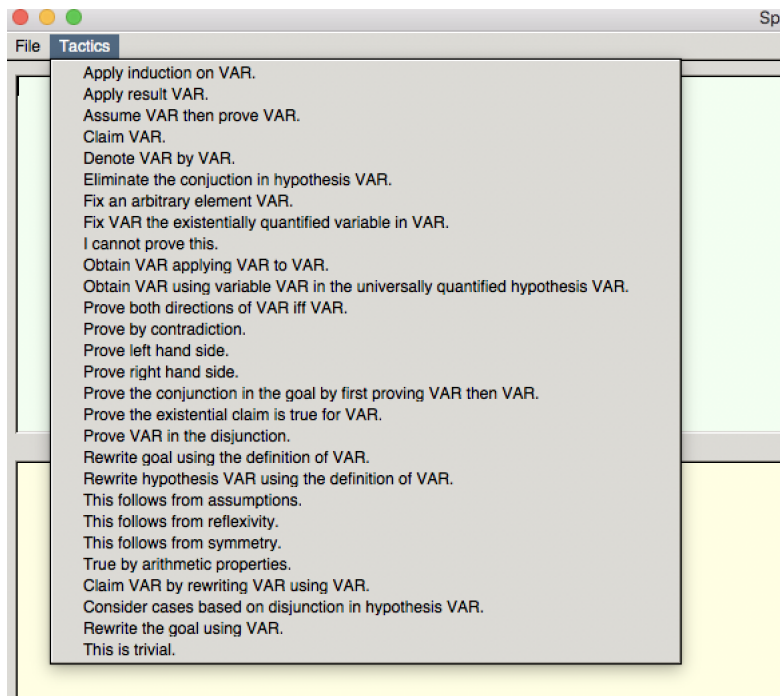 Sp
File Tactics
Apply induction on VAR.
Apply result VAR.
Assume VAR then prove VAR.
Claim VAR.
Denote VAR by VAR.
Eliminate the conjuction in hypothesis VAR.
Fix an arbitrary element VAR.
Fix VAR the existentially quantified variable in VAR.
I cannot prove this.
Obtain VAR applying VAR to VAR.
Obtain VAR using variable VAR in the universally quantified hypothesis VAR.
Prove both directions of VAR iff VAR.
Prove by contradiction.
Prove left hand side.
Prove right hand side.
Prove the conjunction in the goal by first proving VAR then VAR.
Prove the existential claim is true for VAR.
Prove VAR in the disjunction.
Rewrite goal using the definition of VAR.
Rewrite hypothesis VAR using the definition of VAR.
This follows from assumptions.
This follows from reflexivity.
This follows from symmetry.
True by arithmetic properties.
Claim VAR by rewriting VAR using VAR.
Consider cases based on disjunction in hypothesis VAR.
Rewrite the goal using VAR.
This is trivial.